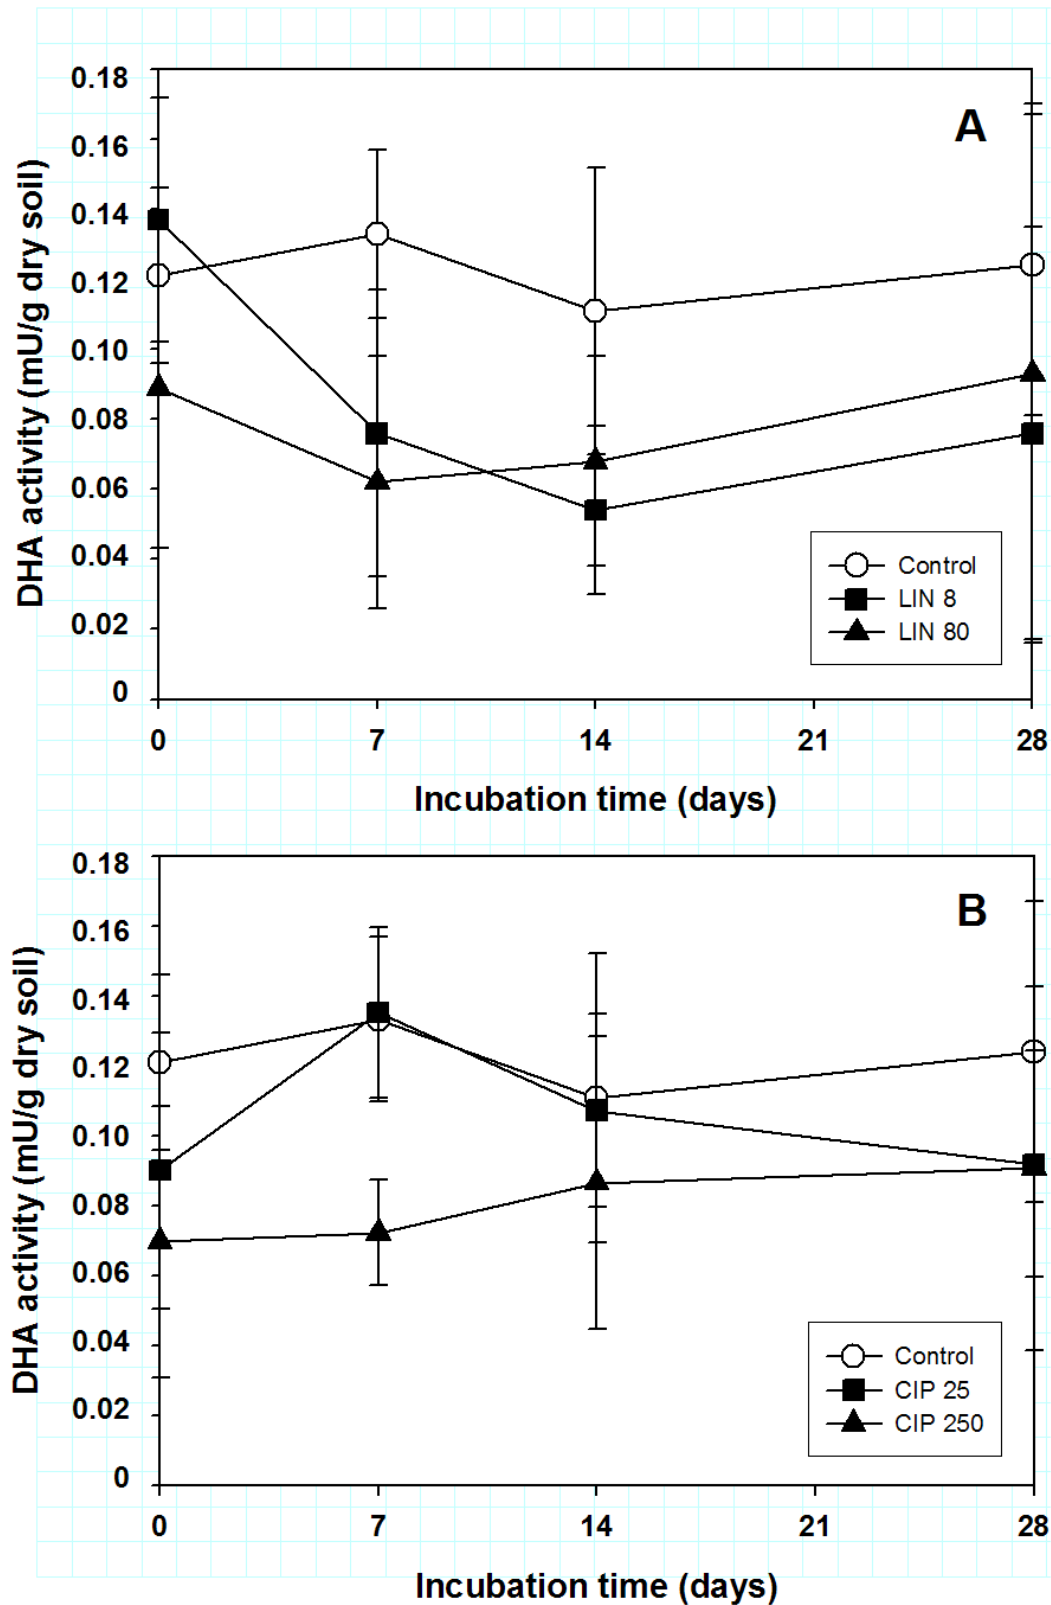 A
DHA activity (mU/g dry soil)
0.18
0.16
0.14
0.12
0.10
0.08
0.06
0.04
0.02
0
Control
LIN 8
LIN 80
0 7 14 21 28
Incubation time (days)
B
DHA activity (mU/g dry soil)
0.18
0.16
0.14
0.12
0.10
0.08
0.06
0.04
0.02
0
Control
CIP 25
CIP 250
0 7 14 21 28
Incubation time (days)